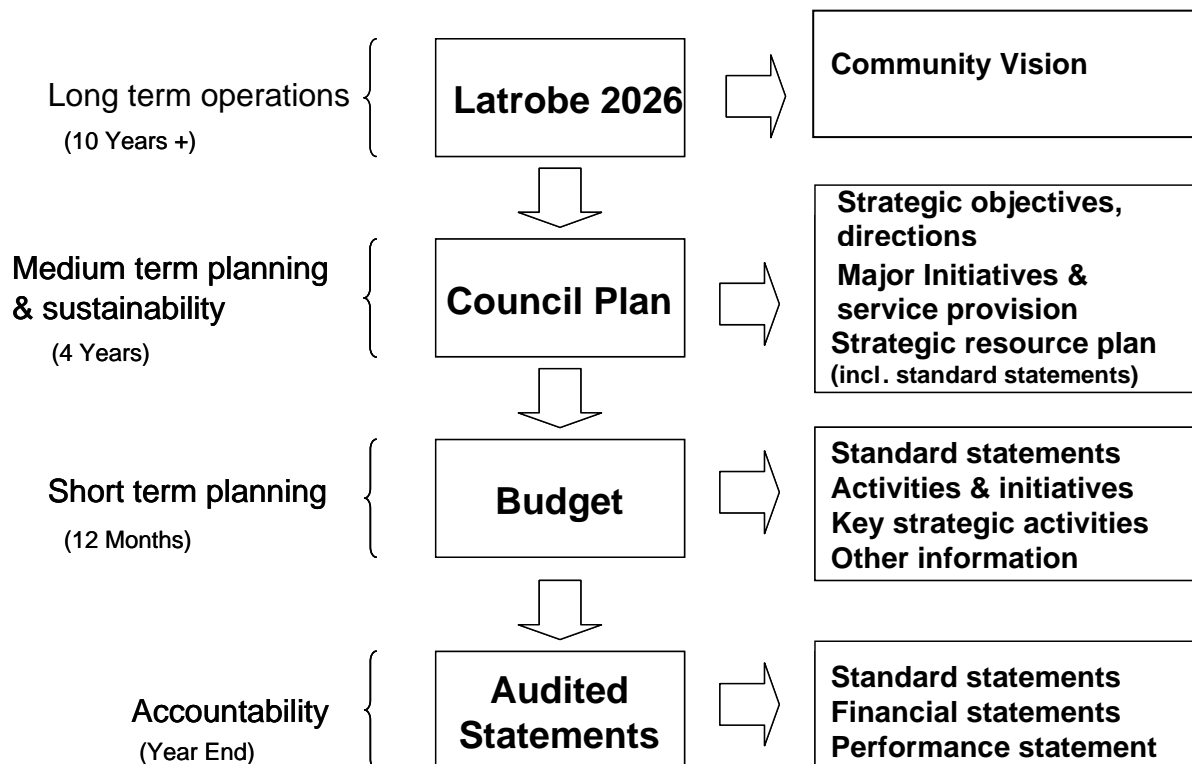 Long term operations
(10 Years +)
Latrobe 2026
Community Vision
Medium term planning
& sustainability
(4 Years)
Council Plan
Strategic objectives,
directions
Major Initiatives &
service provision
Strategic resource plan
(incl. standard statements)
Short term planning
(12 Months)
Budget
Standard statements
Activities & initiatives
Key strategic activities
Other information
Accountability
(Year End)
Audited
Statements
Standard statements
Financial statements
Performance statement